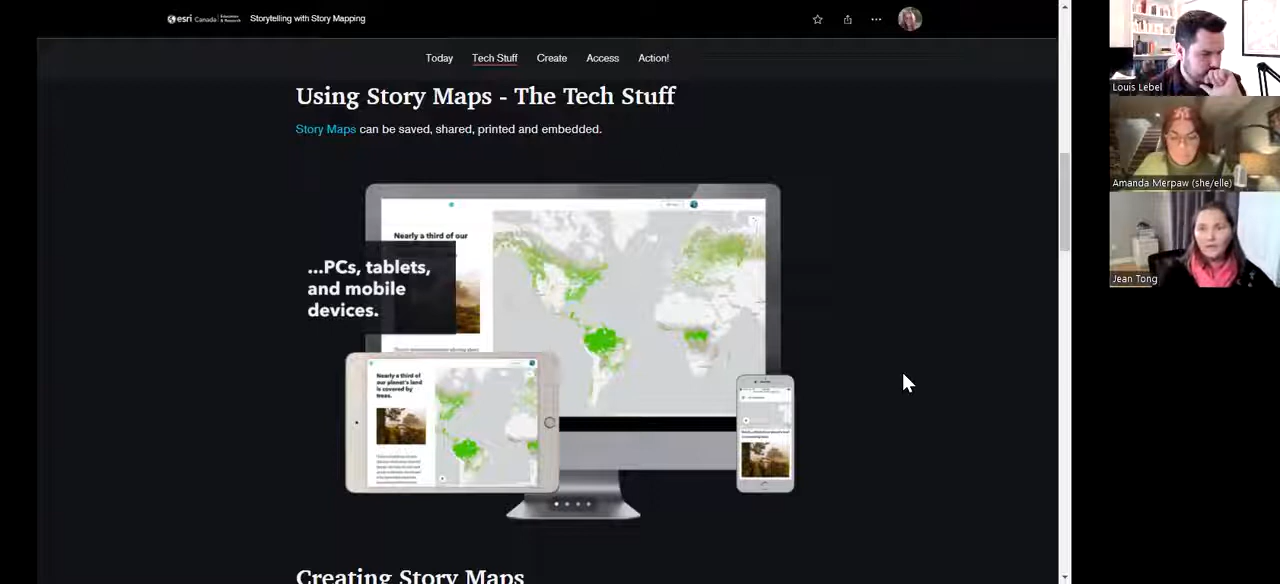 esri Canada Education & Research
Storytelling with Story Mapping
Today Tech Stuff Create Access Action!
Using Story Maps - The Tech Stuff
Story Maps can be saved, shared, printed and embedded.
Nearly a third of our
...PCs, tablets,
and mobile
devices.
Nearly a third of
our planet's land
is covered by
trees.
Creating Story Maps
Louis Lebel
Amanda Merpaw (she/elle)
Jean Tong